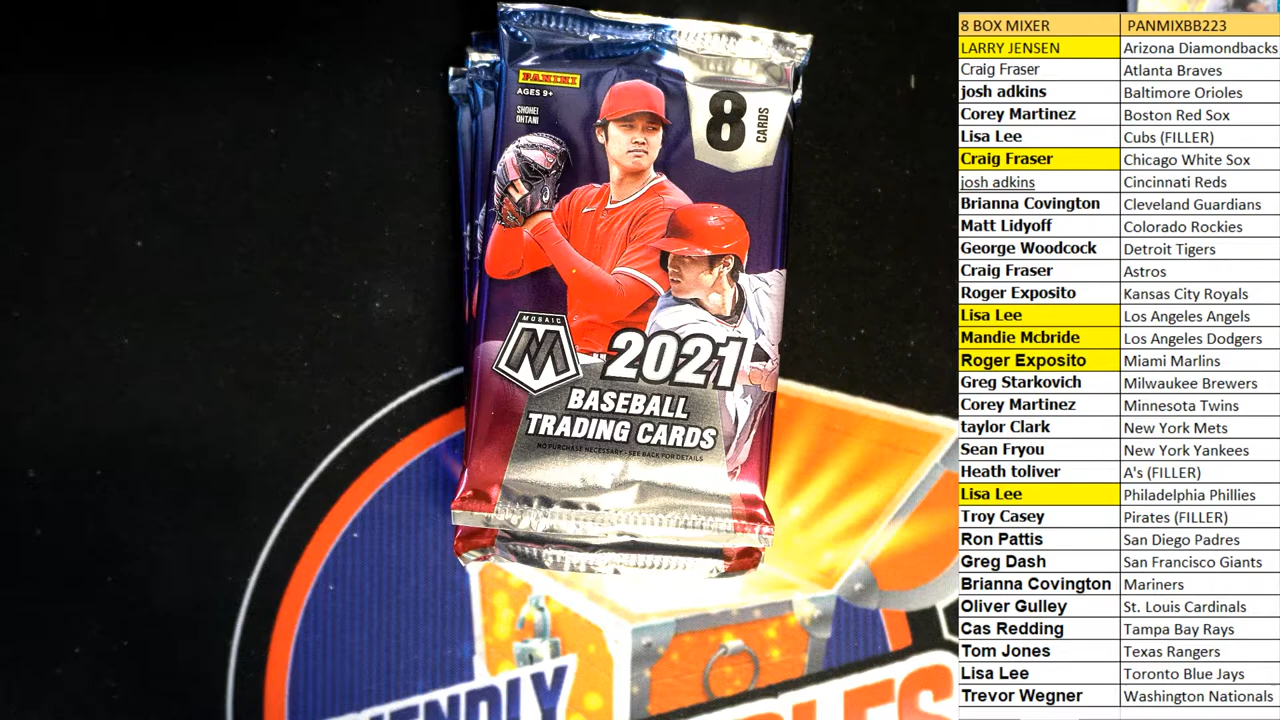 PANINI
AGES 9+
SHOHEI
OHTANI
8
CARDS
MOSAIC
M
2021
BASEBALL
TRADING CARDS
NO PURCHASE NECESSARY - SEE BACK FOR DETAILS
8 BOX MIXER PANMIXBB223
LARRY JENSEN Arizona Diamondbacks
Craig Fraser Atlanta Braves
josh adkins Baltimore Orioles
Corey Martinez Boston Red Sox
Lisa Lee Cubs (FILLER)
Craig Fraser Chicago White Sox
josh adkins Cincinnati Reds
Brianna Covington Cleveland Guardians
Matt Lidyoff Colorado Rockies
George Woodcock Detroit Tigers
Craig Fraser Astros
Roger Exposito Kansas City Royals
Lisa Lee Los Angeles Angels
Mandie Mcbride Los Angeles Dodgers
Roger Exposito Miami Marlins
Greg Starkovich Milwaukee Brewers
Corey Martinez Minnesota Twins
taylor Clark New York Mets
Sean Fryou New York Yankees
Heath toliver A's (FILLER)
Lisa Lee Philadelphia Phillies
Troy Casey Pirates (FILLER)
Ron Pattis San Diego Padres
Greg Dash San Francisco Giants
Brianna Covington Mariners
Oliver Gulley St. Louis Cardinals
Cas Redding Tampa Bay Rays
Tom Jones Texas Rangers
Lisa Lee Toronto Blue Jays
Trevor Wegner Washington Nationals